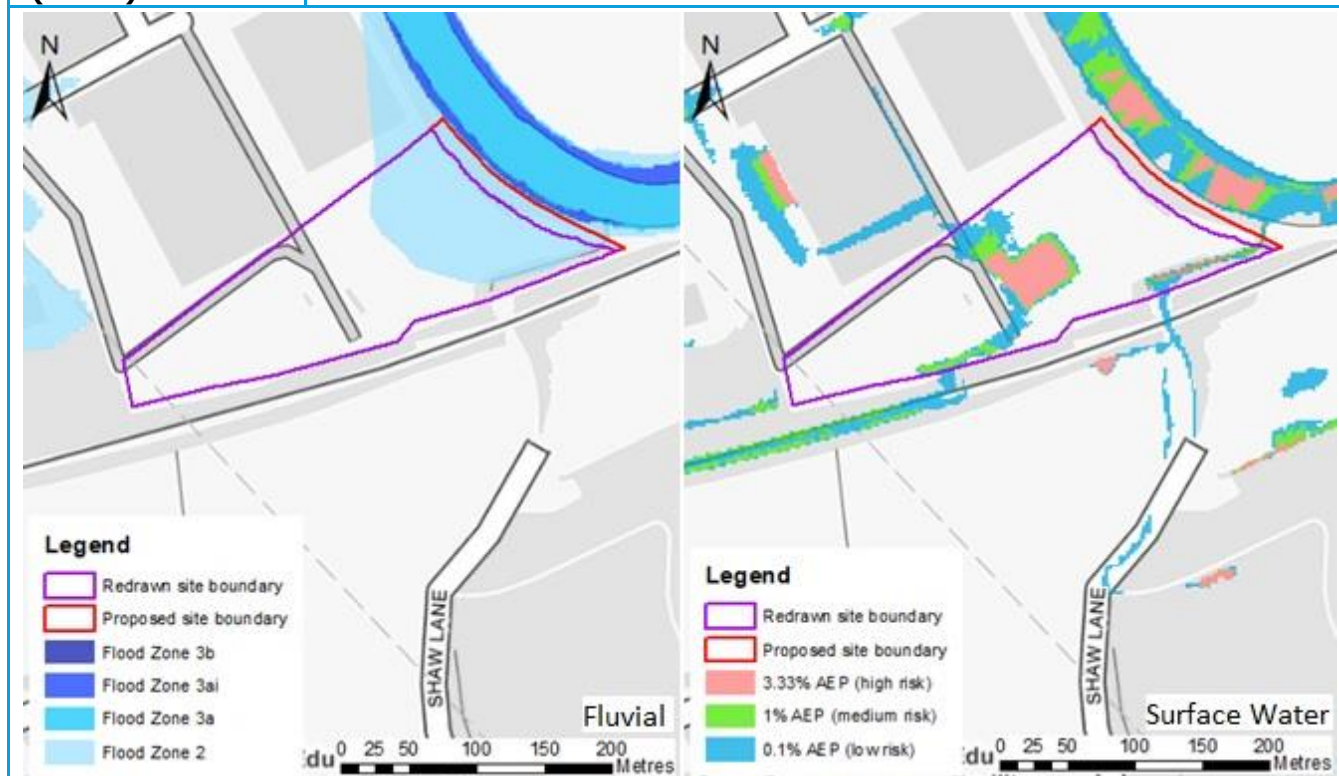 N
Legend
Redrawn site boundary
Proposed site boundary
Flood Zone 3b
Flood Zone 3ai
Flood Zone 3a
Flood Zone 2
SHAW LANE
Fluvial
Edu
0 25 50 100 150 200
Metres
N
Legend
Redrawn site boundary
Proposed site boundary
3.33% AEP (high risk)
1% AEP (medium risk)
0.1% AEP (low risk)
SHAW LANE
Surface Water
Edu
0 25 50 100 150 200
Metres